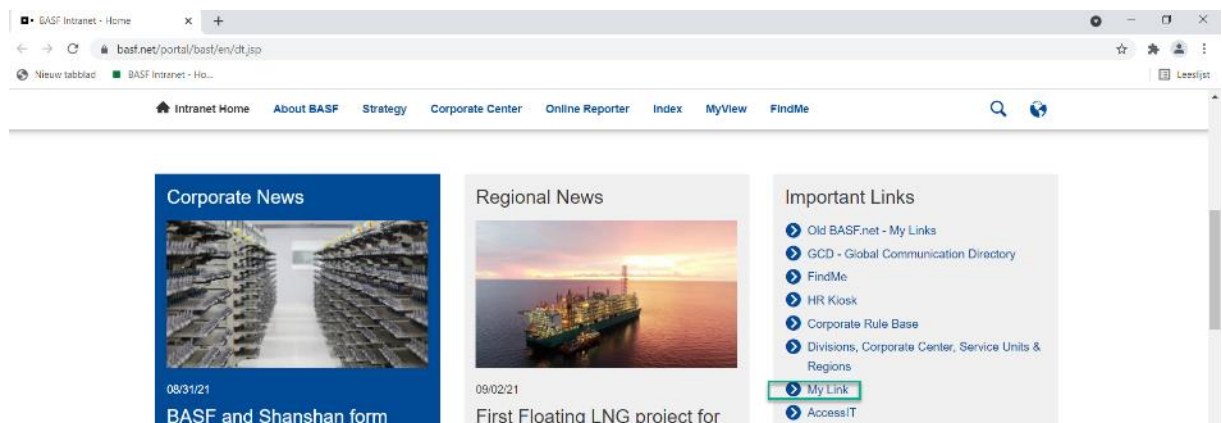 BASF Intranet - Home
basf.net/portal/basf/en/dt.jsp
Nieuw tabblad BASF Intranet - Ho...
Leeslijst
Intranet Home About BASF Strategy Corporate Center Online Reporter Index MyView FindMe
Corporate News
08/31/21
BASF and Shanshan form
Regional News
09/02/21
First Floating LNG project for
Important Links
Old BASF.net - My Links
GCD - Global Communication Directory
FindMe
HR Kiosk
Corporate Rule Base
Divisions, Corporate Center, Service Units &
Regions
My Link
AccessIT